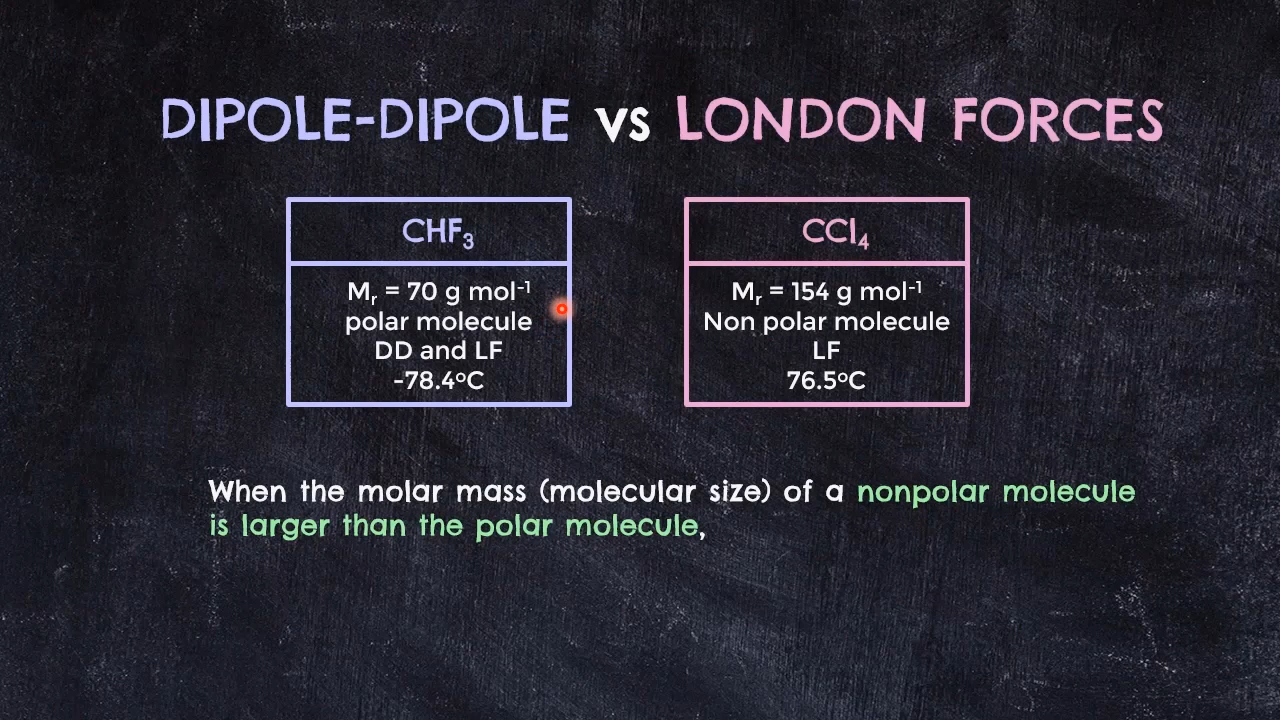 DIPOLE-DIPOLE vs LONDON FORCES
CHF₃
Mᵣ = 70 g mol⁻¹
polar molecule
DD and LF
-78.4°C
CCl₄
Mᵣ = 154 g mol⁻¹
Non polar molecule
LF
76.5°C
When the molar mass (molecular size) of a nonpolar molecule
is larger than the polar molecule,